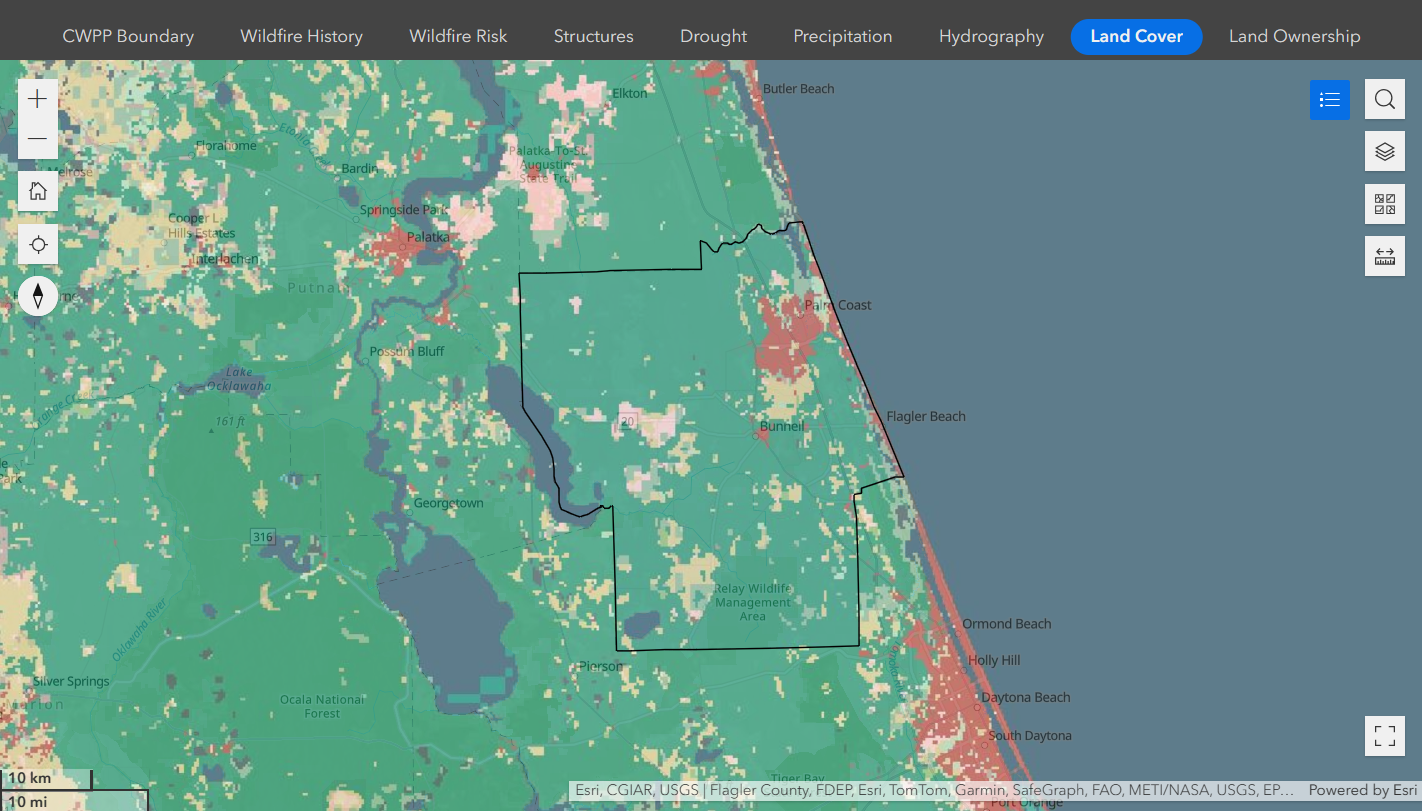 CWPP Boundary
Wildfire History
Wildfire Risk
Structures
Drought
Precipitation
Hydrography
Land Cover
Land Ownership
Butler Beach
Elkton
Florahome
Palatka-To-St.
Augustine
State Trail
Bardin
Melrose
Springside Park
Cooper L
Hills Estates
Palatka
Interlachen
Putnam
Palm Coast
Possum Bluff
Lake
Ocklawaha
161 ft
20
Flagler Beach
Bunnell
Georgetown
316
Relay Wildlife
Management
Area
Ocklawaha River
Ormond Beach
Holly Hill
Pierson
Silver Springs
Marion
Ocala National
Forest
Daytona Beach
South Daytona
10 km
10 mi
Tiger Bay
Esri, CGIAR, USGS | Flagler County, FDEP, Esri, TomTom, Garmin, SafeGraph, FAO, METI/NASA, USGS, EP...
Powered by Esri
Port Orange